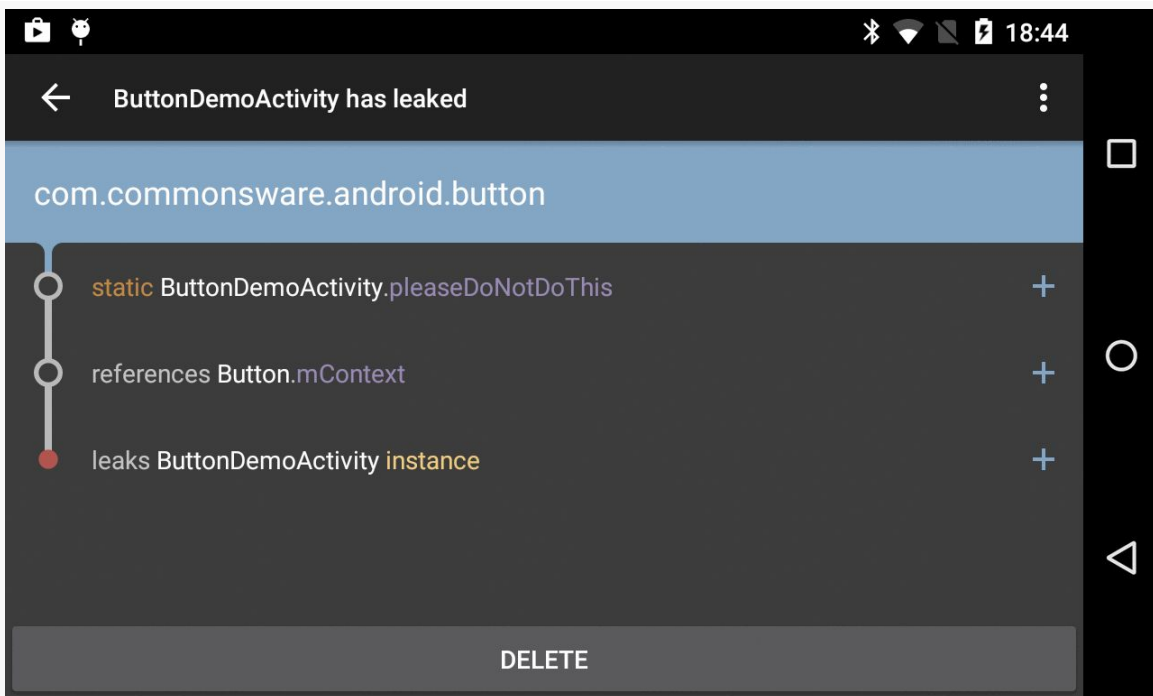 18:44
ButtonDemoActivity has leaked
com.commonsware.android.button
static ButtonDemoActivity.pleaseDoNotDoThis
references Button.mContext
leaks ButtonDemoActivity instance
DELETE